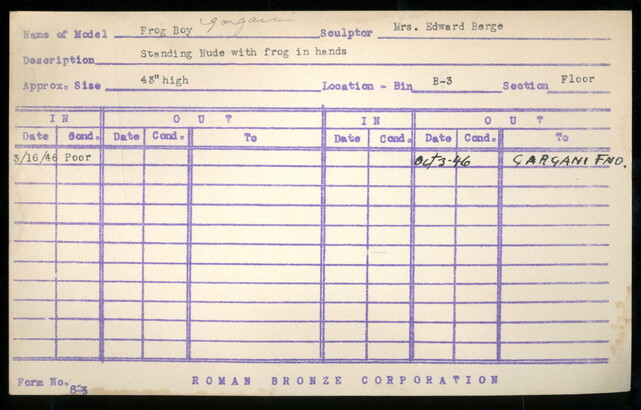 Name of Model Frog Boy Gargani Sculptor Mrs. Edward Berge
Description Standing Nude with frog in hands
Approx. Size 43" high Location - Bin B-3 Section Floor
IN OUT IN OUT
Date Cond. Date Cond. To Date Cond. Date Cond. To
3/16/46 Poor Oct 3-46 GARGANI FND.
Form No. 823
ROMAN BRONZE CORPORATION